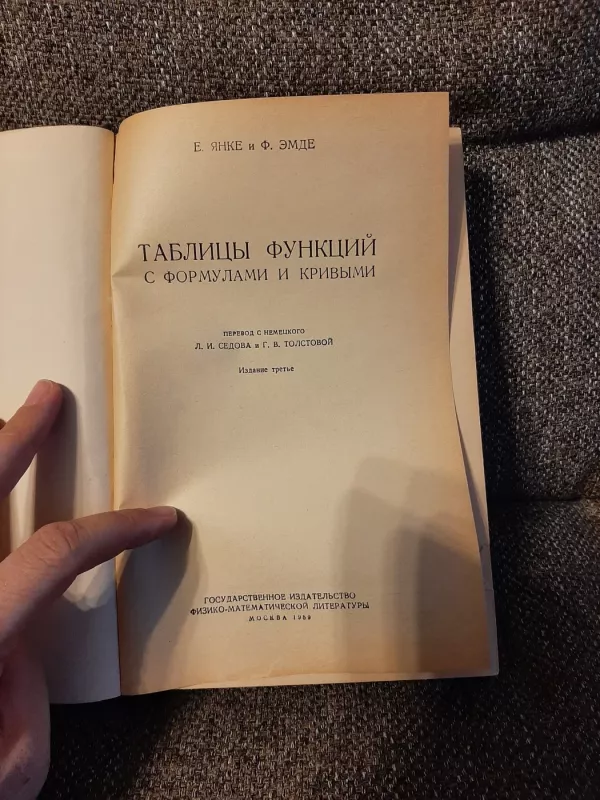 Е. ЯНКЕ и Ф. ЭМДЕ
ТАБЛИЦЫ ФУНКЦИЙ
С ФОРМУЛАМИ И КРИВЫМИ
ПЕРЕВОД С НЕМЕЦКОГО
Л. И. СЕДОВА и Г. В. ТОЛСТОВОЙ
Издание третье
ГОСУДАРСТВЕННОЕ ИЗДАТЕЛЬСТВО
ФИЗИКО-МАТЕМАТИЧЕСКОЙ ЛИТЕРАТУРЫ
МОСКВА 1959